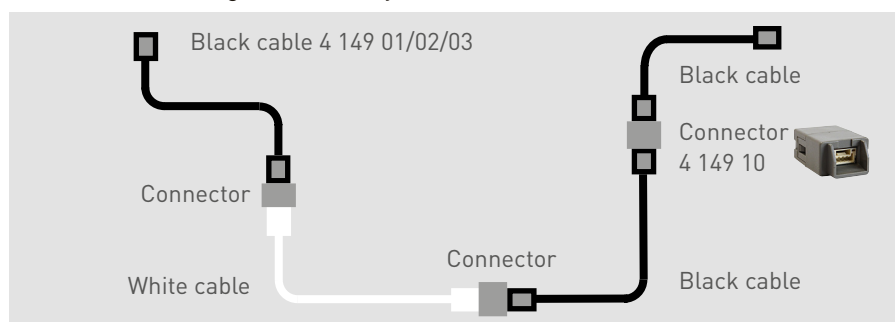 Black cable 4 149 01/02/03
Black cable
Connector
4 149 10
Connector
Connector
White cable
Black cable